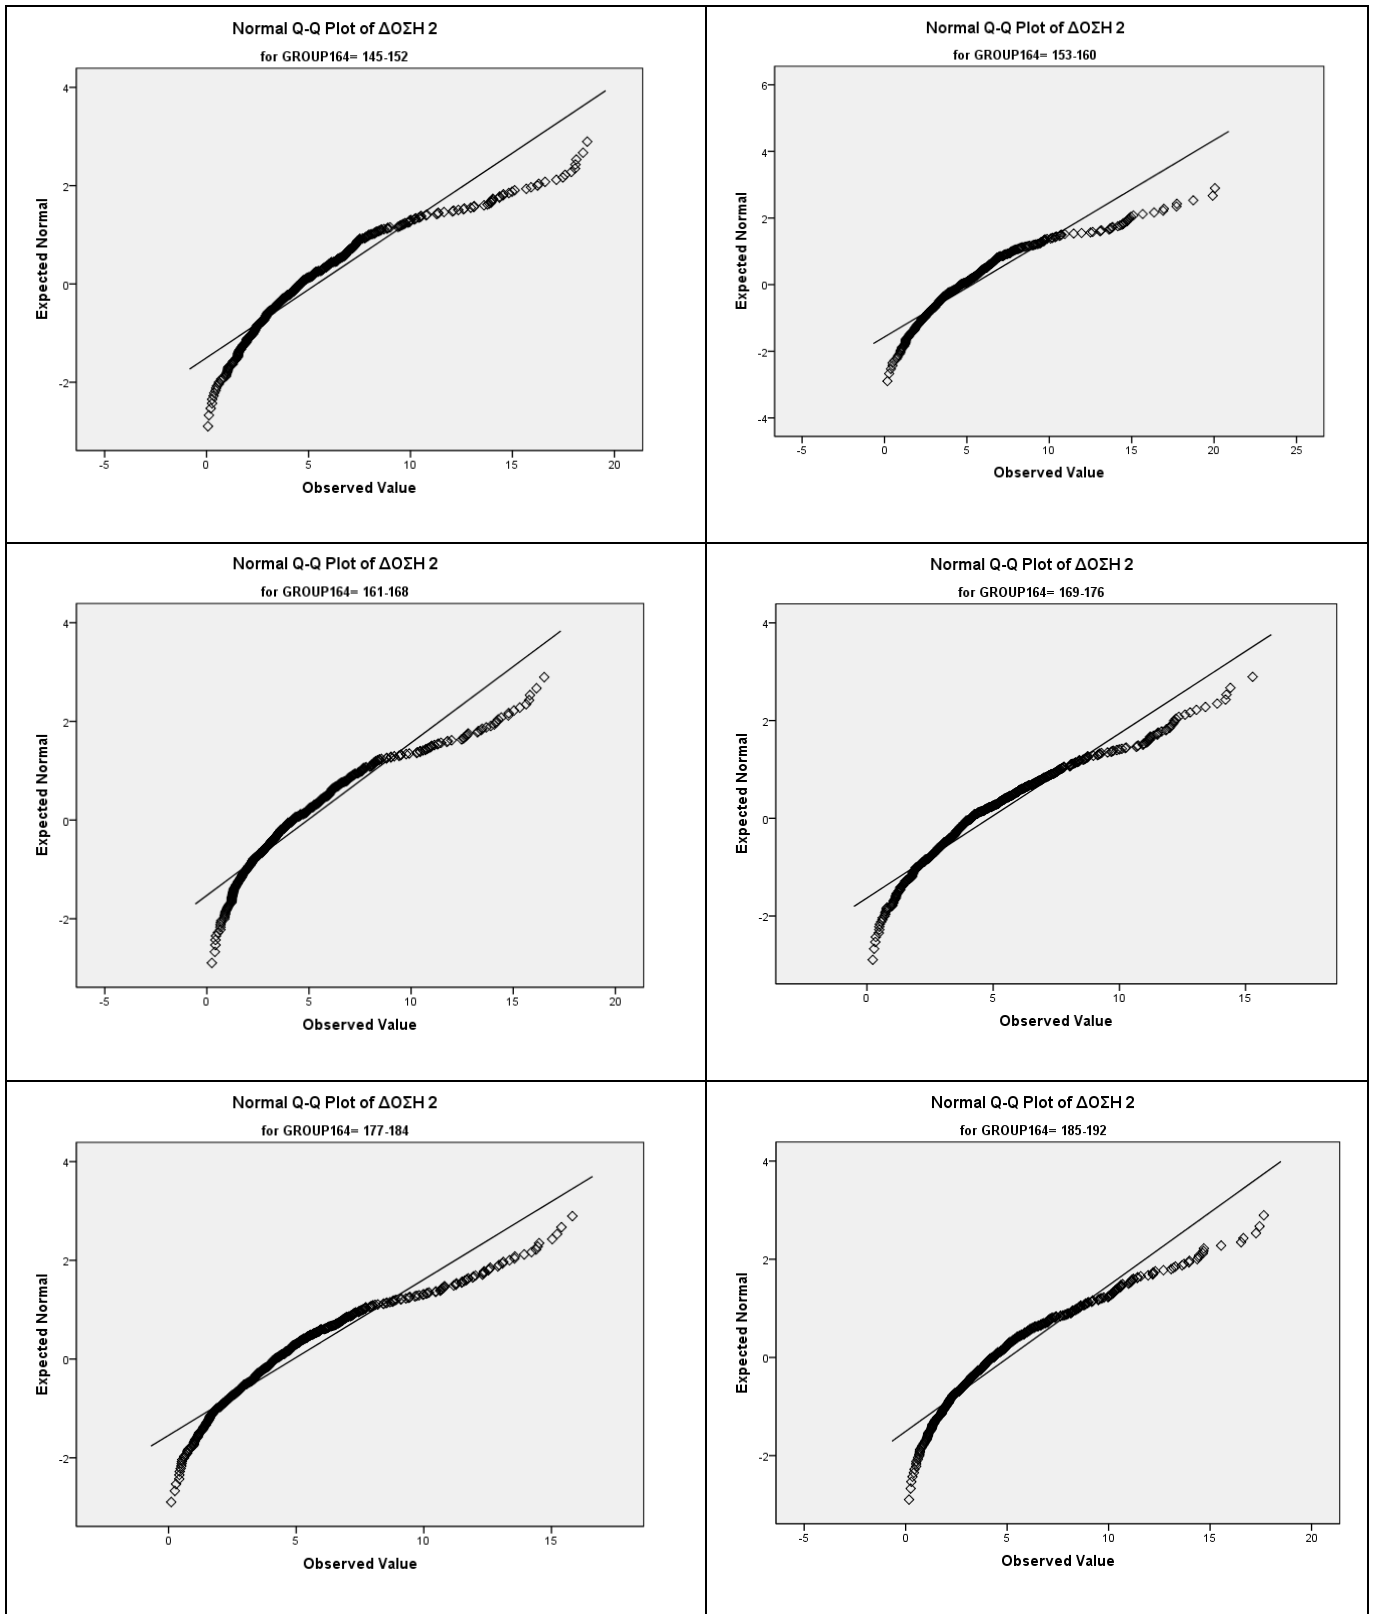 Normal Q-Q Plot of ΔΟΣΗ 2
for GROUP164= 145-152
4
2
0
-2
Expected Normal
-5 0 5 10 15 20
Observed Value
Normal Q-Q Plot of ΔΟΣΗ 2
for GROUP164= 153-160
6
4
2
0
-2
-4
Expected Normal
-5 0 5 10 15 20 25
Observed Value
Normal Q-Q Plot of ΔΟΣΗ 2
for GROUP164= 161-168
4
2
0
-2
Expected Normal
-5 0 5 10 15 20
Observed Value
Normal Q-Q Plot of ΔΟΣΗ 2
for GROUP164= 169-176
4
2
0
-2
Expected Normal
0 5 10 15
Observed Value
Normal Q-Q Plot of ΔΟΣΗ 2
for GROUP164= 177-184
4
2
0
-2
Expected Normal
0 5 10 15
Observed Value
Normal Q-Q Plot of ΔΟΣΗ 2
for GROUP164= 185-192
4
2
0
-2
Expected Normal
-5 0 5 10 15 20
Observed Value